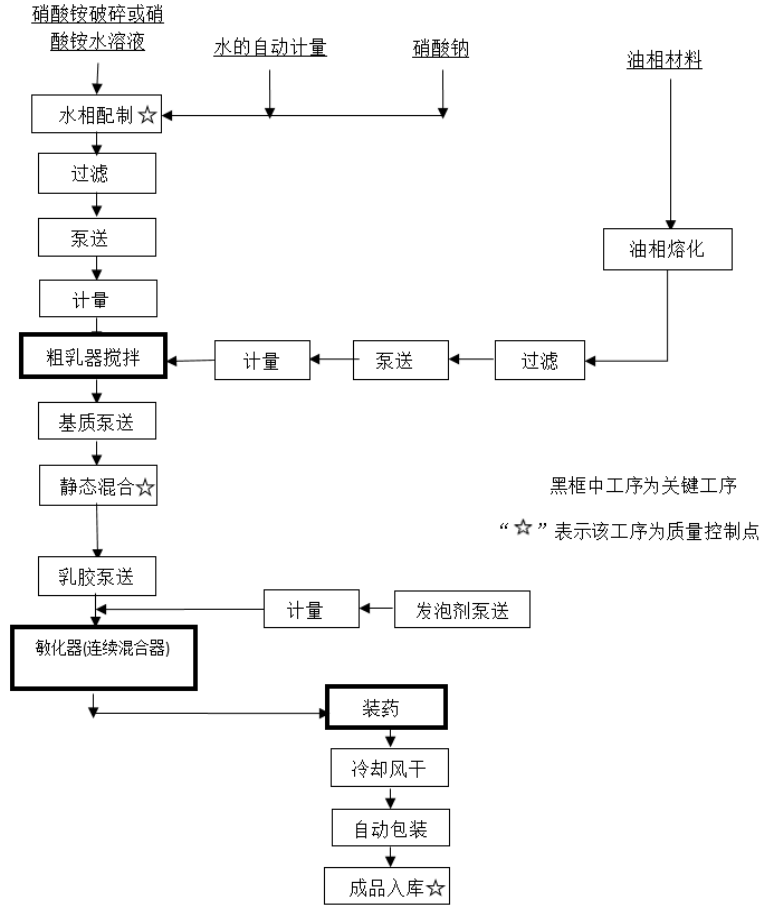 硝酸铵破碎或硝
酸铵水溶液
水的自动计量
硝酸钠
油相材料
水相配制☆
过滤
泵送
油相熔化
计量
粗乳器搅拌
计量
泵送
过滤
基质泵送
静态混合☆
黑框中工序为关键工序
“☆”表示该工序为质量控制点
乳胶泵送
计量
发泡剂泵送
敏化器(连续混合器)
装药
冷却风干
自动包装
成品入库☆